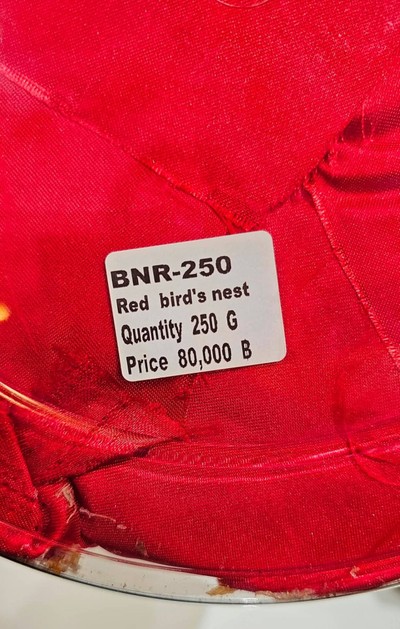 BNR-250
Red bird's nest
Quantity 250 G
Price 80,000 B